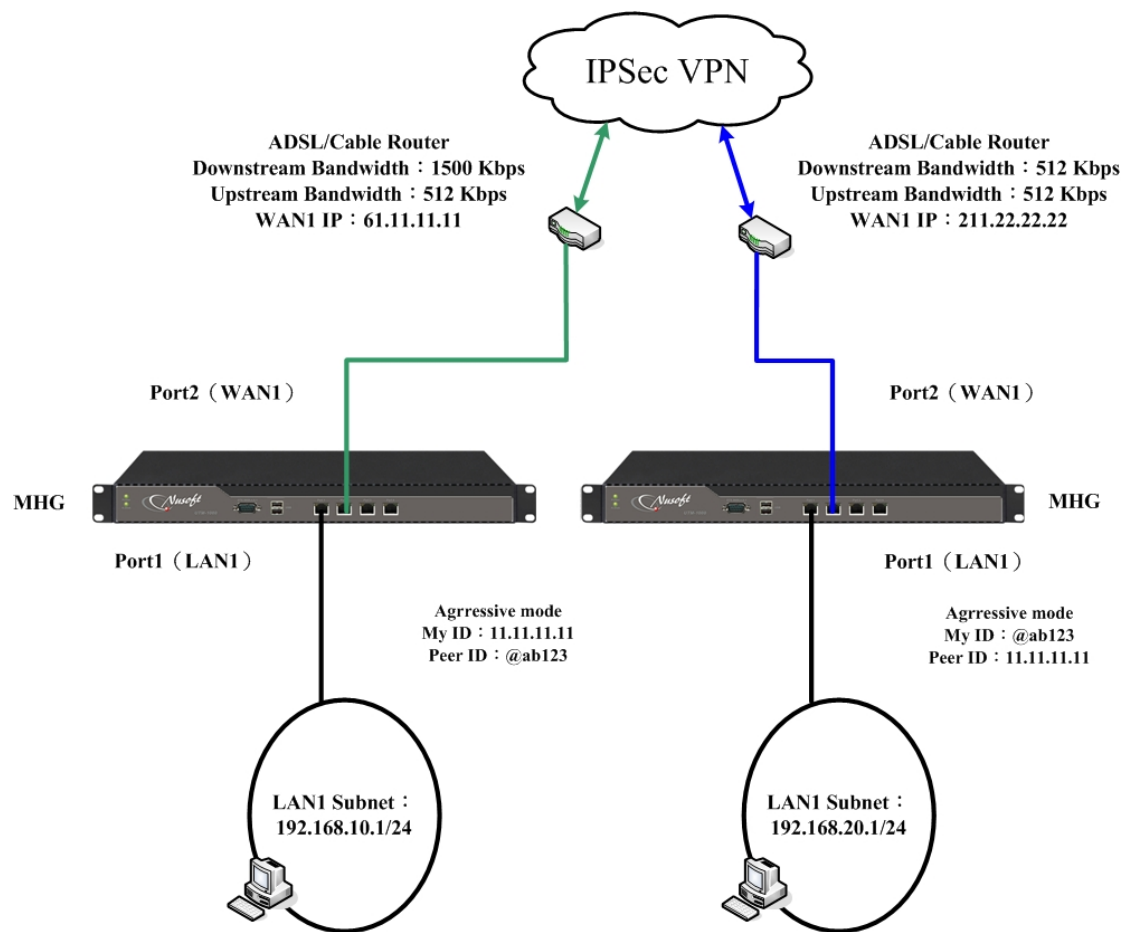 IPSec VPN
ADSL/Cable Router
Downstream Bandwidth：1500 Kbps
Upstream Bandwidth：512 Kbps
WAN1 IP：61.11.11.11
ADSL/Cable Router
Downstream Bandwidth：512 Kbps
Upstream Bandwidth：512 Kbps
WAN1 IP：211.22.22.22
Port2（WAN1）
Port2（WAN1）
MHG
Nusoft
Nusoft
MHG
Port1（LAN1）
Port1（LAN1）
Agrressive mode
My ID：11.11.11.11
Peer ID：@ab123
Agrressive mode
My ID：@ab123
Peer ID：11.11.11.11
LAN1 Subnet：
192.168.10.1/24
LAN1 Subnet：
192.168.20.1/24